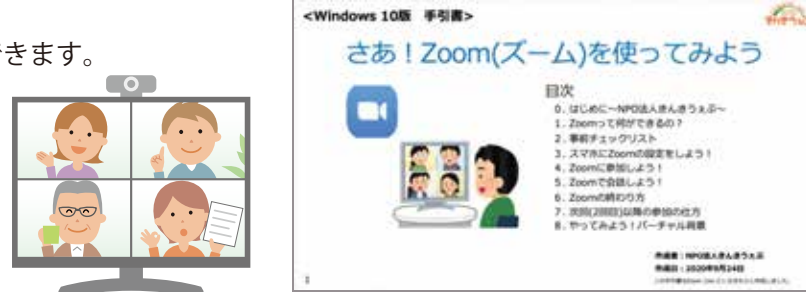 できます。
<Windows 10版 手引書>
さあ！Zoom(ズーム)を使ってみよう
目次
0. はじめに～NPO法人きんきうぇぶ～
1. Zoomって何ができるの？
2. 事前チェックリスト
3. スマホにZoomの設定をしよう！
4. Zoomに参加しよう！
5. Zoomで会話しよう！
6. Zoomの終わり方
7. 次回(2回目)以降の参加の仕方
8. やってみよう！バーチャル背景
作成者：NPO法人きんきうぇぶ
作成日：2020年9月24日